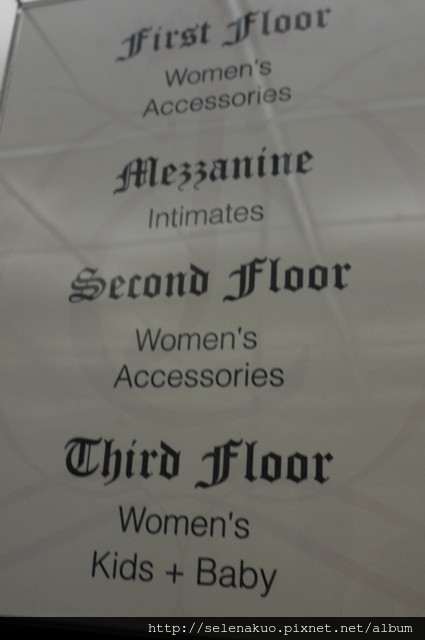 First Floor
Women's
Accessories
Mezzanine
Intimates
Second Floor
Women's
Accessories
Third Floor
Women's
Kids + Baby
http://selenakuo.pixnet.net/album